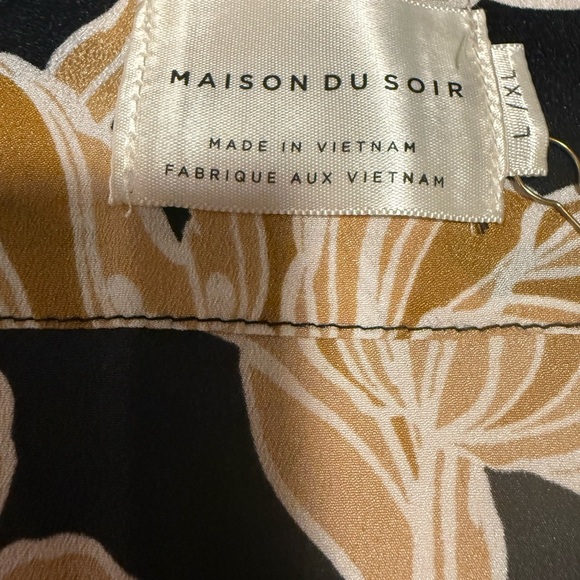 MAISON DU SOIR
MADE IN VIETNAM
FABRIQUE AUX VIETNAM
L/XL